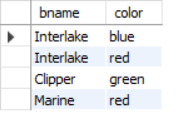 bname color
Interlake blue
Interlake red
Clipper green
Marine red